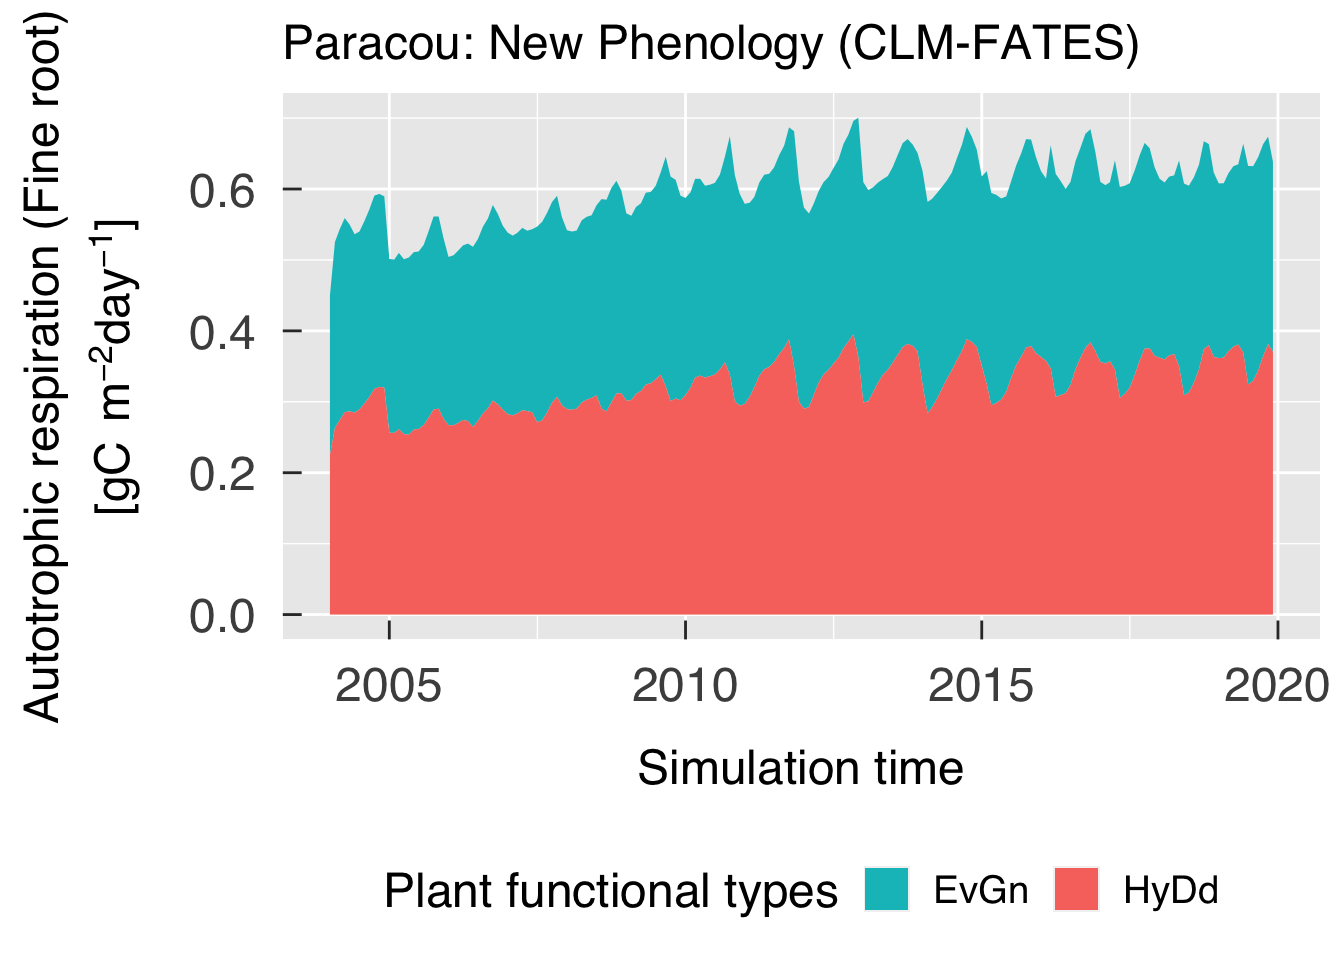 Paracou: New Phenology (CLM-FATES)
Autotrophic respiration (Fine root)
[gC m⁻²day⁻¹]
0.6
0.4
0.2
0.0
2005 2010 2015 2020
Simulation time
Plant functional types EvGn HyDd